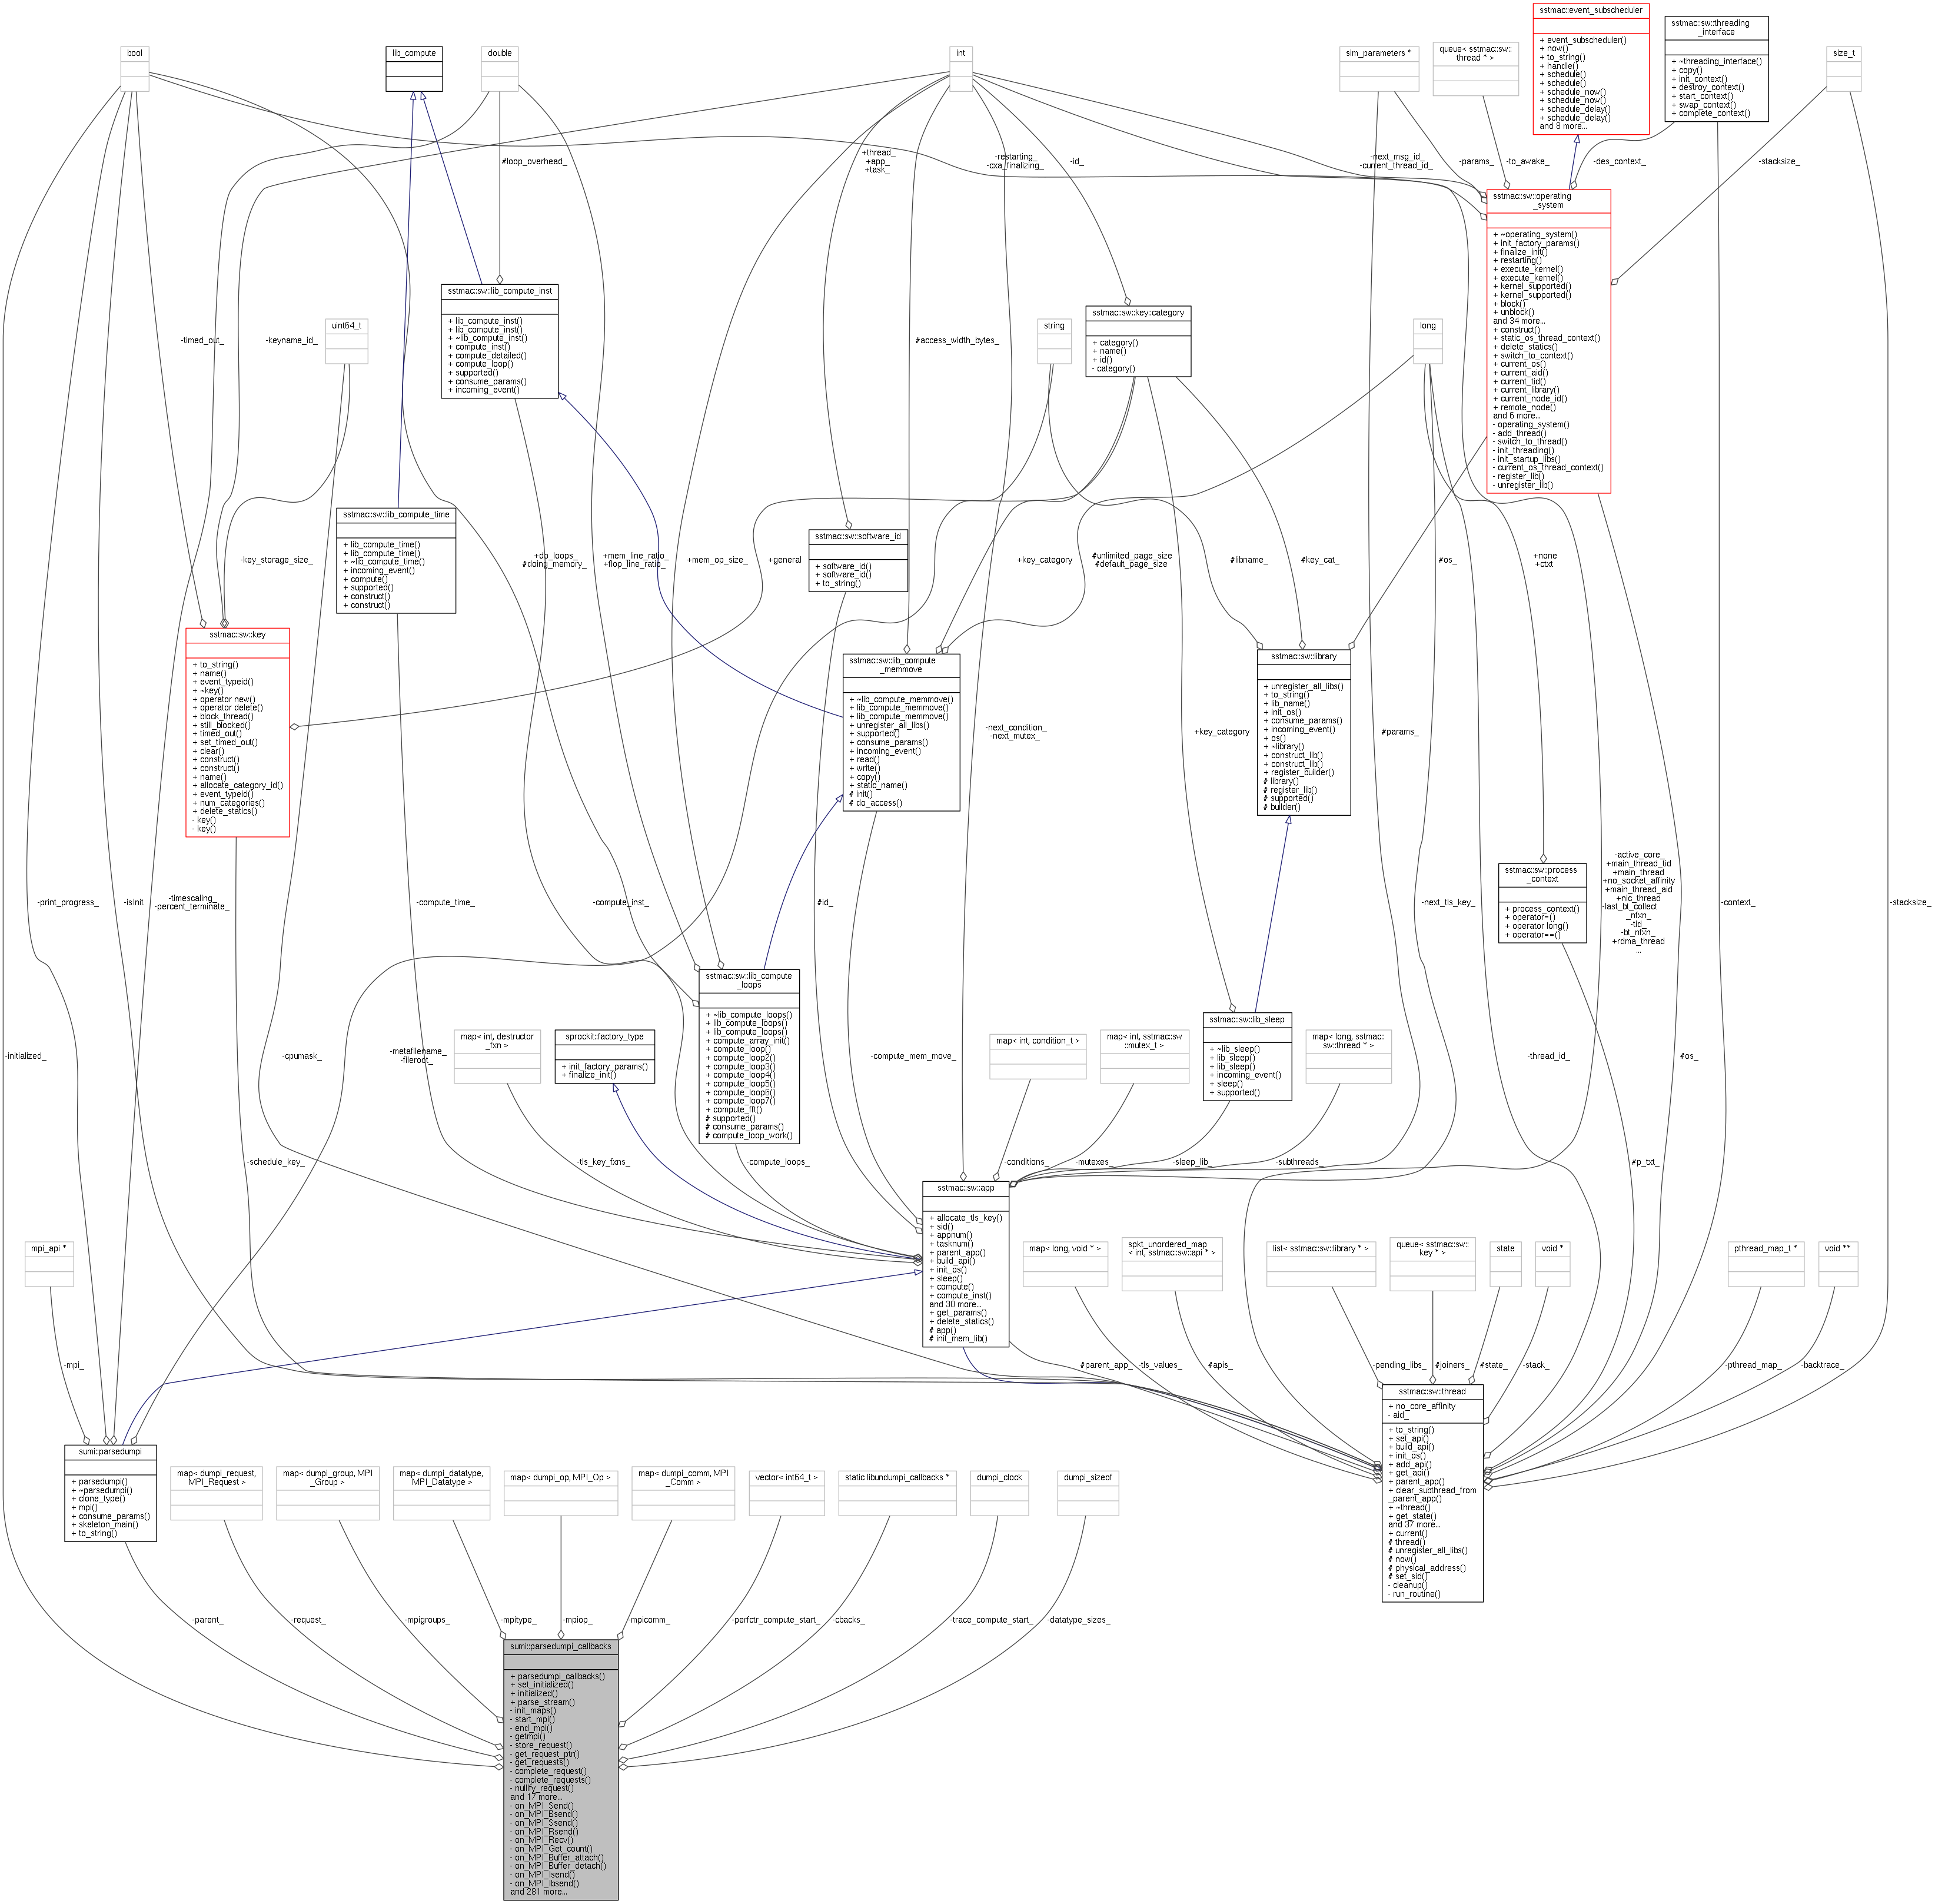 sstmac::event_subscheduler
+ event_subscheduler()
+ now()
+ to_string()
+ handle()
+ schedule()
+ schedule()
+ schedule_now()
+ schedule_now()
+ schedule_delay()
+ schedule_delay()
and 8 more...
sstmac::sw::threading
_interface
+ ~threading_interface()
+ copy()
+ init_context()
+ destroy_context()
+ start_context()
+ swap_context()
+ complete_context()
bool
lib_compute
double
int
sim_parameters *
queue< sstmac::sw::
thread * >
size_t
#loop_overhead_
+thread_
+app_
+task_
-restarting_
-cxa_finalizing_
-id_
-next_msg_id_
-current_thread_id_
-params_
-to_awake_
-des_context_
-stacksize_
sstmac::sw::operating
_system
+ ~operating_system()
+ init_factory_params()
+ finalize_init()
+ restarting()
+ execute_kernel()
+ execute_kernel()
+ kernel_supported()
+ kernel_supported()
+ block()
+ unblock()
and 34 more...
+ construct()
+ static_os_thread_context()
+ delete_statics()
+ switch_to_context()
+ current_os()
+ current_aid()
+ current_tid()
+ current_library()
+ current_node_id()
+ remote_node()
and 6 more...
- operating_system()
- add_thread()
- switch_to_thread()
- init_threading()
- init_startup_libs()
- current_os_thread_context()
- register_lib()
- unregister_lib()
sstmac::sw::lib_compute_inst
+ lib_compute_inst()
+ lib_compute_inst()
+ ~lib_compute_inst()
+ compute_inst()
+ compute_detailed()
+ compute_loop()
+ supported()
+ consume_params()
+ incoming_event()
sstmac::sw::key::category
+ category()
+ name()
+ id()
- category()
uint64_t
string
long
-timed_out_
-keyname_id_
#access_width_bytes_
sstmac::sw::lib_compute_time
+ lib_compute_time()
+ lib_compute_time()
+ ~lib_compute_time()
+ incoming_event()
+ compute()
+ supported()
+ construct()
+ construct()
sstmac::sw::software_id
+ software_id()
+ software_id()
+ to_string()
-key_storage_size_
+do_loops_
#doing_memory_
+mem_line_ratio_
+flop_line_ratio_
+mem_op_size_
+general
+key_category
#unlimited_page_size
#default_page_size
#libname_
#key_cat_
#os_
+none
+ctxt
sstmac::sw::key
+ to_string()
+ name()
+ event_typeid()
+ ~key()
+ operator new()
+ operator delete()
+ block_thread()
+ still_blocked()
+ timed_out()
+ set_timed_out()
+ clear()
+ construct()
+ construct()
+ name()
+ allocate_category_id()
+ event_typeid()
+ num_categories()
+ delete_statics()
- key()
- key()
sstmac::sw::lib_compute
_memmove
+ ~lib_compute_memmove()
+ lib_compute_memmove()
+ lib_compute_memmove()
+ unregister_all_libs()
+ supported()
+ consume_params()
+ incoming_event()
+ read()
+ write()
+ copy()
+ static_name()
# init()
# do_access()
sstmac::sw::library
+ unregister_all_libs()
+ to_string()
+ lib_name()
+ init_os()
+ consume_params()
+ incoming_event()
+ os()
+ ~library()
+ construct_lib()
+ construct_lib()
+ register_builder()
# library()
# register_lib()
# supported()
# builder()
-next_condition_
-next_mutex_
+key_category
#params_
sstmac::sw::process
_context
+ process_context()
+ operator=()
+ operator long()
+ operator==()
-print_progress_
-isInit
-timescaling_
-percent_terminate_
-compute_time_
-compute_inst_
#id_
-next_tls_key_
-active_core_
+main_thread_tid
+main_thread
+no_socket_affinity
+main_thread_aid
+nic_thread
-last_bt_collect
_nfxn_
-tid_
-bt_nfxn_
+rdma_thread
...
-context_
-stacksize_
sstmac::sw::lib_compute
_loops
+ ~lib_compute_loops()
+ lib_compute_loops()
+ lib_compute_loops()
+ compute_array_init()
+ compute_loop()
+ compute_loop2()
+ compute_loop3()
+ compute_loop4()
+ compute_loop5()
+ compute_loop6()
+ compute_loop7()
+ compute_fft()
# supported()
# consume_params()
# compute_loop_work()
sstmac::sw::lib_sleep
+ ~lib_sleep()
+ lib_sleep()
+ lib_sleep()
+ incoming_event()
+ sleep()
+ supported()
map< int, destructor
_fxn >
sprockit::factory_type
+ init_factory_params()
+ finalize_init()
map< int, condition_t >
map< int, sstmac::sw
::mutex_t >
map< long, sstmac::
sw::thread * >
-initialized_
-cpumask_
-metafilename_
-fileroot_
-compute_mem_move_
-thread_id_
#os_
-schedule_key_
-tls_key_fxns_
-compute_loops_
-conditions_
-mutexes_
-sleep_lib_
-subthreads_
#p_txt_
sstmac::sw::app
+ allocate_tls_key()
+ sid()
+ appnum()
+ tasknum()
+ parent_app()
+ build_api()
+ init_os()
+ sleep()
+ compute()
+ compute_inst()
and 30 more...
+ get_params()
+ delete_statics()
# app()
# init_mem_lib()
mpi_api *
map< long, void * >
spkt_unordered_map
< int, sstmac::sw::api * >
list< sstmac::sw::library * >
queue< sstmac::sw::
key * >
state
void *
pthread_map_t *
void **
-mpi_
#parent_app_
-tls_values_
#apis_
-pending_libs_
#joiners_
#state_
-stack_
-pthread_map_
-backtrace_
sstmac::sw::thread
+ no_core_affinity
- aid_
+ to_string()
+ set_api()
+ build_api()
+ init_os()
+ add_api()
+ get_api()
+ parent_app()
+ clear_subthread_from
_parent_app()
+ ~thread()
+ get_state()
and 37 more...
+ current()
# thread()
# unregister_all_libs()
# now()
# physical_address()
# set_sid()
- cleanup()
- run_routine()
sumi::parsedumpi
+ parsedumpi()
+ ~parsedumpi()
+ clone_type()
+ mpi()
+ consume_params()
+ skeleton_main()
+ to_string()
map< dumpi_request,
MPI_Request >
map< dumpi_group, MPI
_Group >
map< dumpi_datatype,
MPI_Datatype >
map< dumpi_op, MPI_Op >
map< dumpi_comm, MPI
_Comm >
vector< int64_t >
static libundumpi_callbacks *
dumpi_clock
dumpi_sizeof
-parent_
-request_
-mpigroups_
-mpitype_
-mpiop_
-mpicomm_
-perfctr_compute_start_
-cbacks_
-trace_compute_start_
-datatype_sizes_
sumi::parsedumpi_callbacks
+ parsedumpi_callbacks()
+ set_initialized()
+ initialized()
+ parse_stream()
- init_maps()
- start_mpi()
- end_mpi()
- getmpi()
- store_request()
- get_request_ptr()
- get_requests()
- complete_request()
- complete_requests()
- nullify_request()
and 17 more...
- on_MPI_Send()
- on_MPI_Bsend()
- on_MPI_Ssend()
- on_MPI_Rsend()
- on_MPI_Recv()
- on_MPI_Get_count()
- on_MPI_Buffer_attach()
- on_MPI_Buffer_detach()
- on_MPI_Isend()
- on_MPI_Ibsend()
and 281 more...